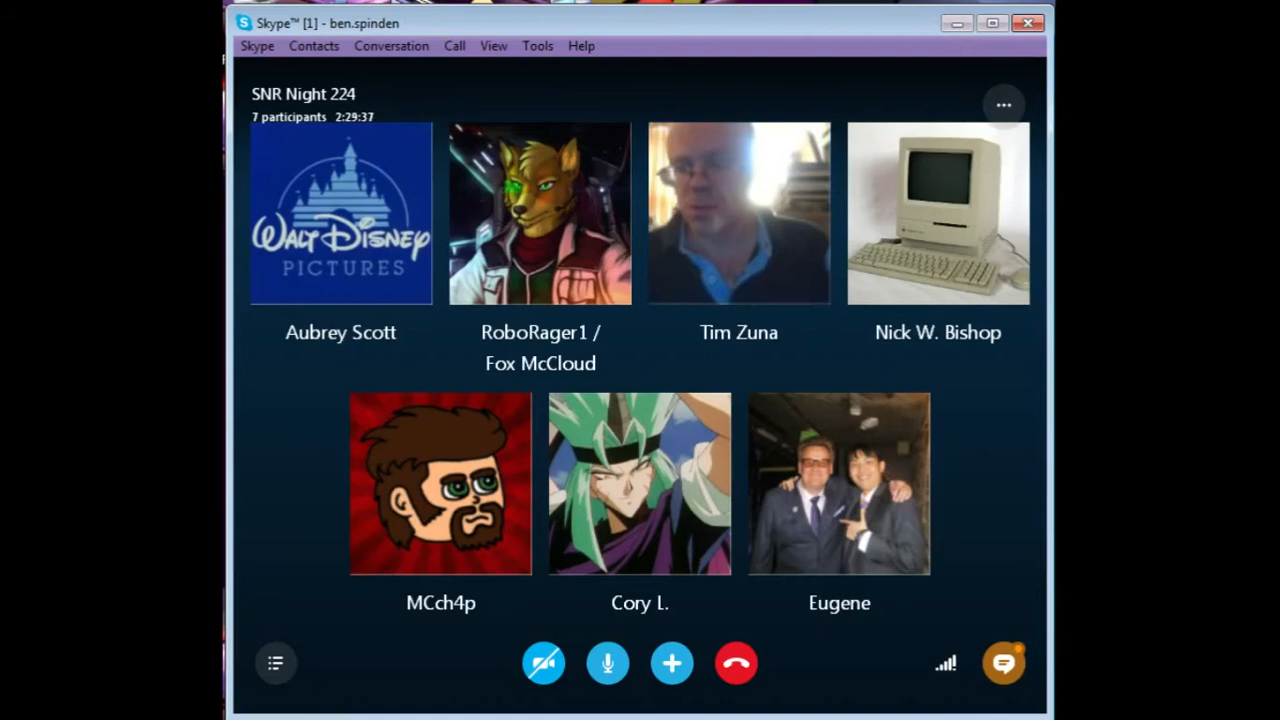 Skype™ [1] - ben.spinden
Skype Contacts Conversation Call View Tools Help
SNR Night 224
7 participants 2:29:37
WALT DISNEY
PICTURES
Aubrey Scott
RoboRager1 /
Fox McCloud
Tim Zuna
Nick W. Bishop
MCch4p
Cory L.
Eugene